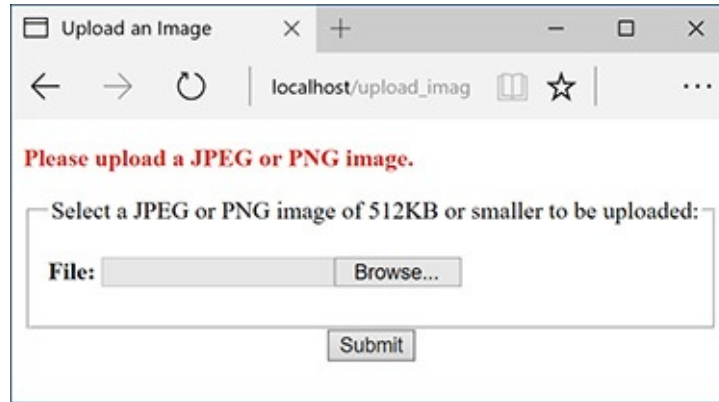 Upload an Image
localhost/upload_imag
Please upload a JPEG or PNG image.
Select a JPEG or PNG image of 512KB or smaller to be uploaded:
File:
Browse...
Submit